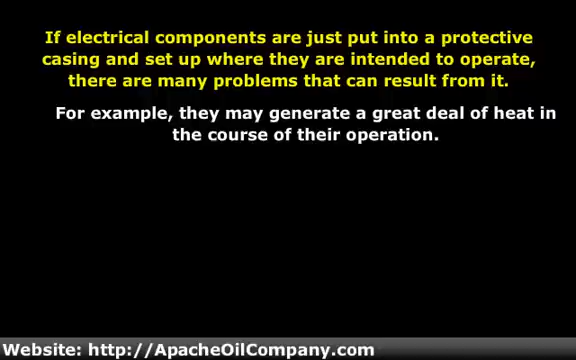 If electrical components are just put into a protective
casing and set up where they are intended to operate,
there are many problems that can result from it.
For example, they may generate a great deal of heat in
the course of their operation.
Website: http://ApacheOilCompany.com